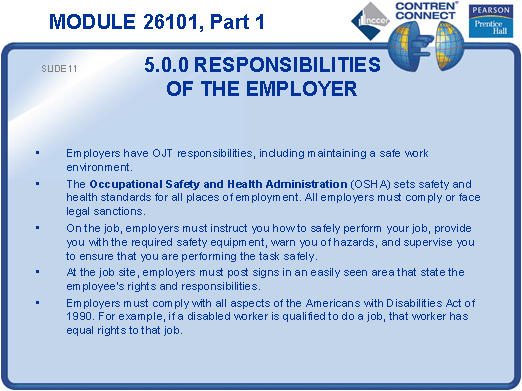 MODULE 26101, Part 1
nccer
CONTREN®
CONNECT
PEARSON
Prentice
Hall
SLIDE 11
5.0.0 RESPONSIBILITIES
OF THE EMPLOYER
• Employers have OJT responsibilities, including maintaining a safe work
environment.
• The Occupational Safety and Health Administration (OSHA) sets safety and
health standards for all places of employment. All employers must comply or face
legal sanctions.
• On the job, employers must instruct you how to safely perform your job, provide
you with the required safety equipment, warn you of hazards, and supervise you
to ensure that you are performing the task safely.
• At the job site, employers must post signs in an easily seen area that state the
employee's rights and responsibilities.
• Employers must comply with all aspects of the Americans with Disabilities Act of
1990. For example, if a disabled worker is qualified to do a job, that worker has
equal rights to that job.